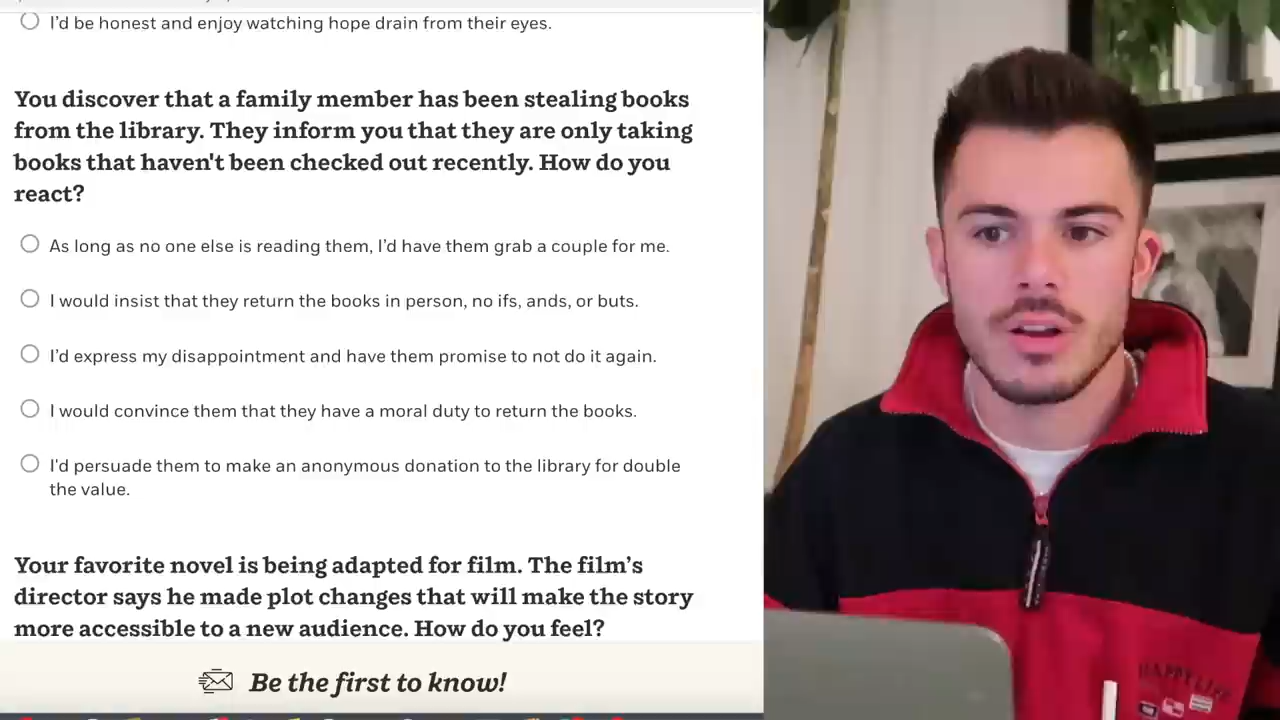 I'd be honest and enjoy watching hope drain from their eyes.
You discover that a family member has been stealing books
from the library. They inform you that they are only taking
books that haven't been checked out recently. How do you
react?
As long as no one else is reading them, I'd have them grab a couple for me.
I would insist that they return the books in person, no ifs, ands, or buts.
I'd express my disappointment and have them promise to not do it again.
I would convince them that they have a moral duty to return the books.
I'd persuade them to make an anonymous donation to the library for double
the value.
Your favorite novel is being adapted for film. The film's
director says he made plot changes that will make the story
more accessible to a new audience. How do you feel?
Be the first to know!